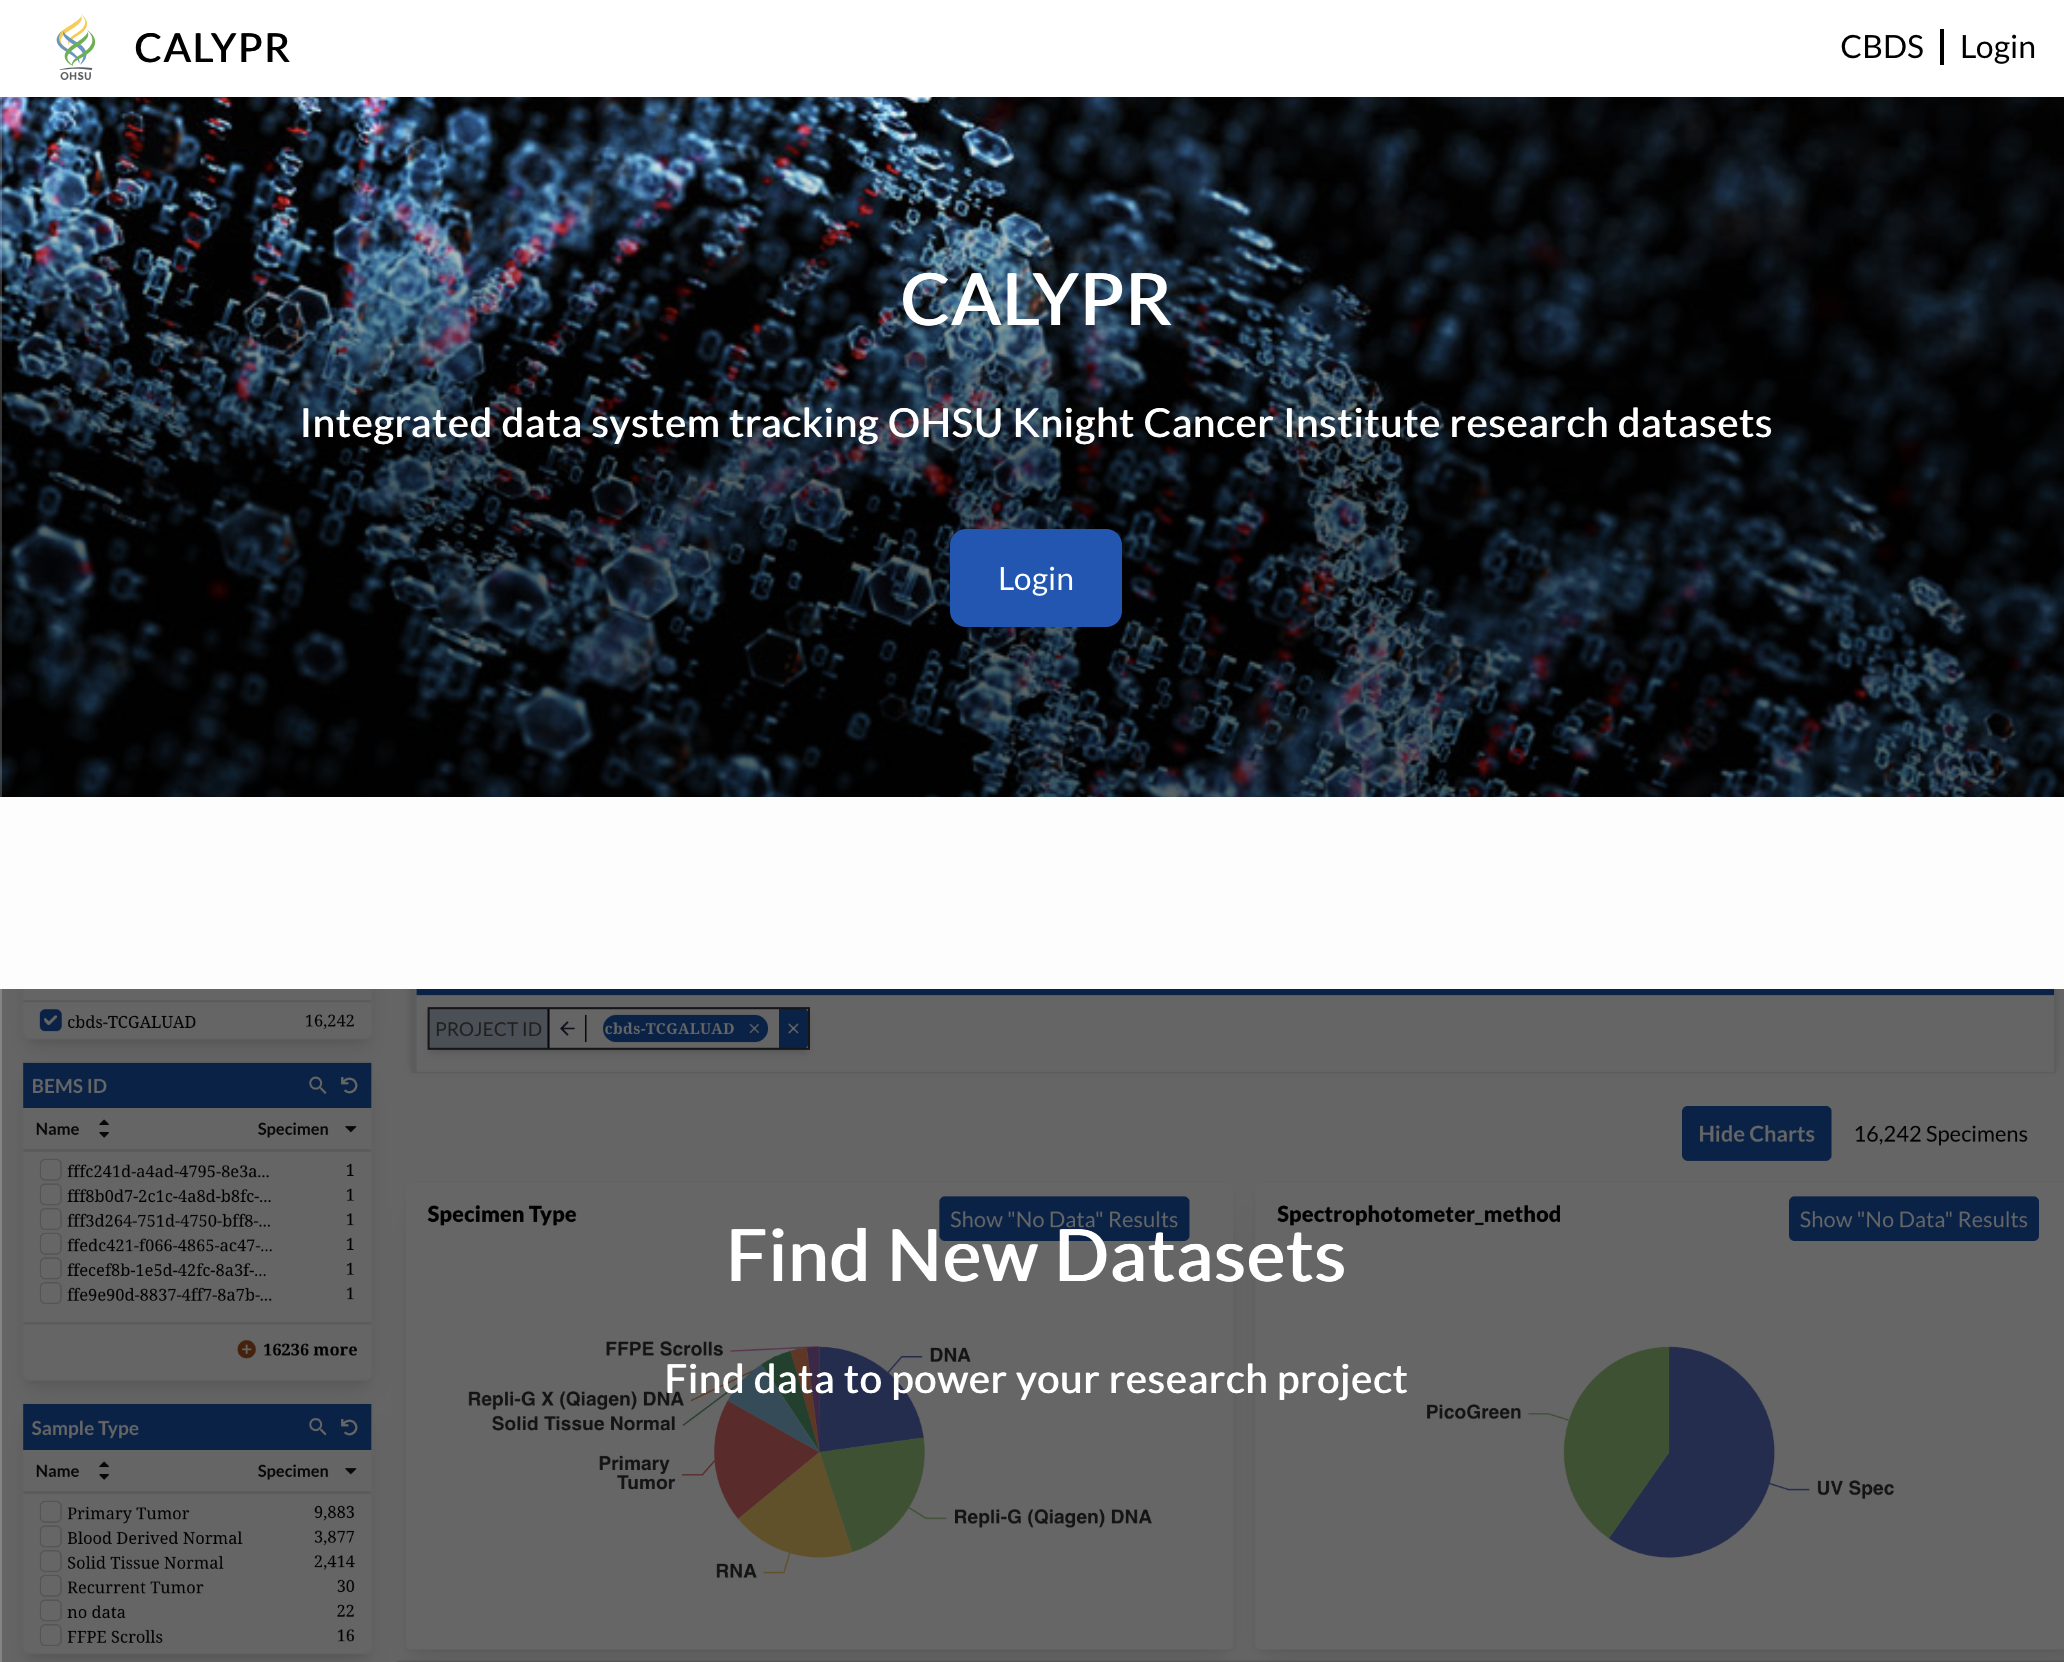 OHSU
CALYPR
CBDS | Login
CALYPR
Integrated data system tracking OHSU Knight Cancer Institute research datasets
Login
cbds-TCGALUAD 16,242
PROJECT ID
cbds-TCGALUAD
BEMS ID
Name Specimen
fffc241d-a4ad-4795-8e3a... 1
fff8b0d7-2c1c-4a8d-b8fc-... 1
fff3d264-751d-4750-bff8-... 1
ffedc421-f066-4865-ac47-... 1
ffecef8b-1e5d-42fc-8a3f-... 1
ffe9e90d-8837-4ff7-8a7b-... 1
16236 more
Sample Type
Name Specimen
Primary Tumor 9,883
Blood Derived Normal 3,877
Solid Tissue Normal 2,414
Recurrent Tumor 30
no data 22
FFPE Scrolls 16
Hide Charts
16,242 Specimens
Specimen Type
Show "No Data" Results
Find New Datasets
Find data to power your research project
FFPE Scrolls
DNA
Repli-G X (Qiagen) DNA
Solid Tissue Normal
Primary
Tumor
Repli-G (Qiagen) DNA
RNA
Spectrophotometer_method
Show "No Data" Results
PicoGreen
UV Spec